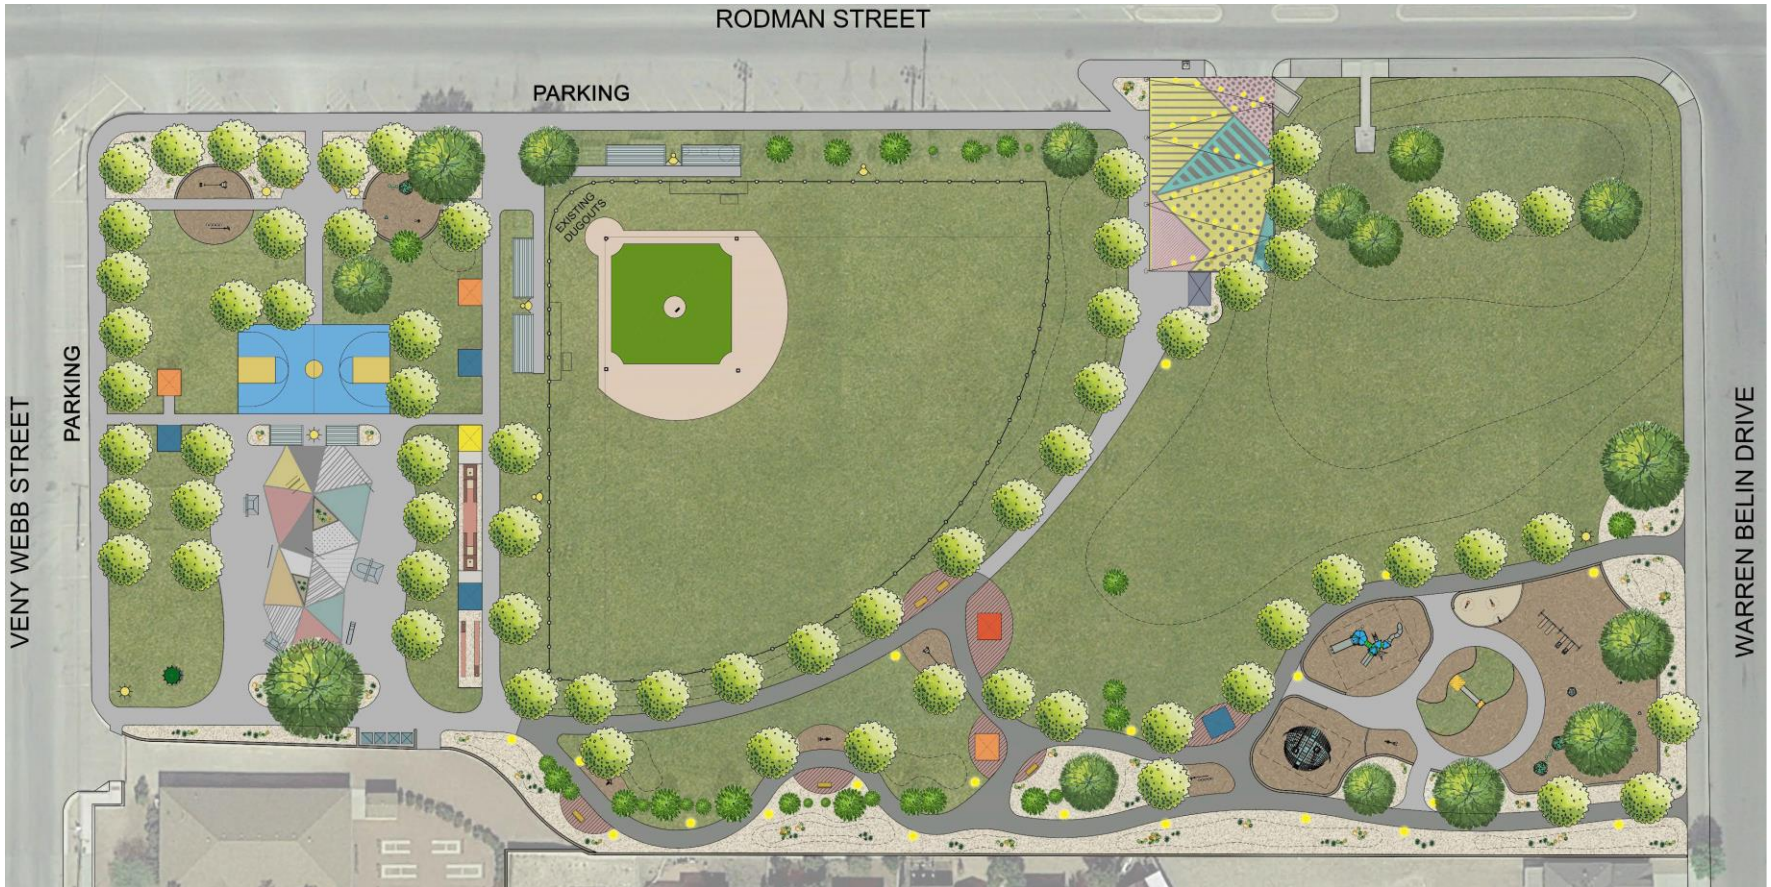 RODMAN STREET
PARKING
EXISTING
DUGOUTS
PARKING
VENY WEBB STREET
WARREN BELIN DRIVE